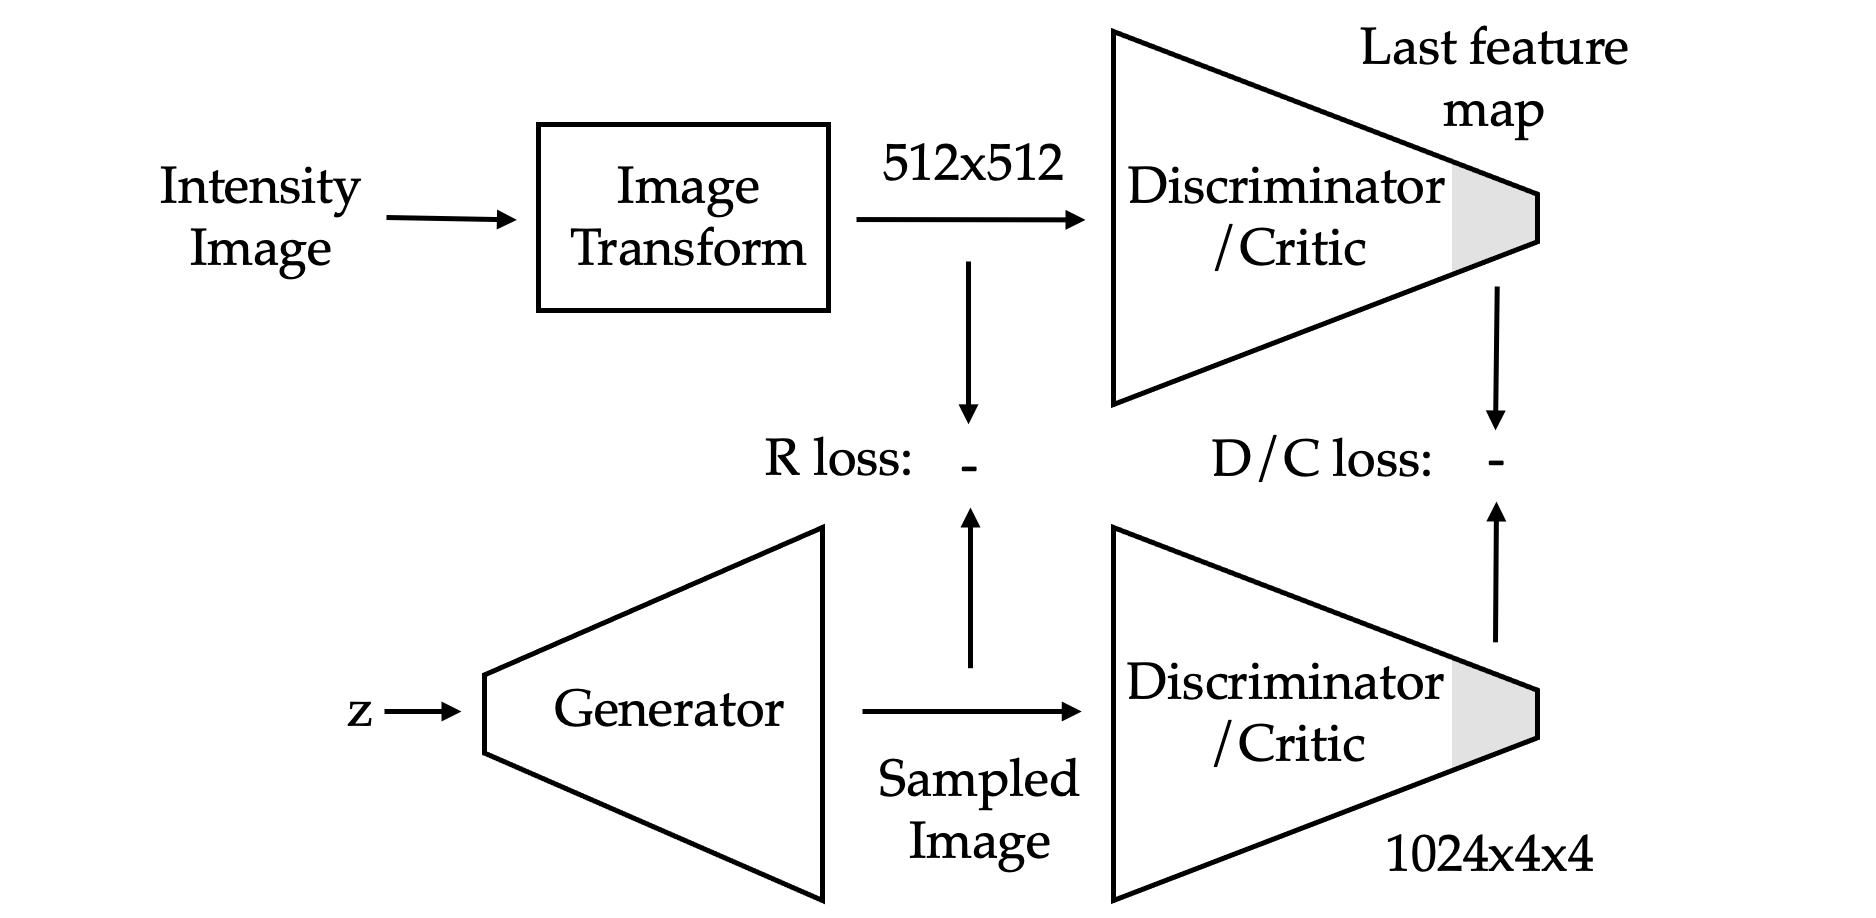 Last feature
map
Intensity
Image
Image
Transform
512x512
Discriminator
/Critic
R loss: -
D/C loss: -
z
Generator
Sampled
Image
Discriminator
/Critic
1024x4x4